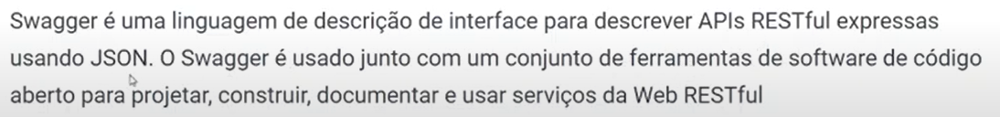 Swagger é uma linguagem de descrição de interface para descrever APIs RESTful expressas
usando JSON. O Swagger é usado junto com um conjunto de ferramentas de software de código
aberto para projetar, construir, documentar e usar serviços da Web RESTful